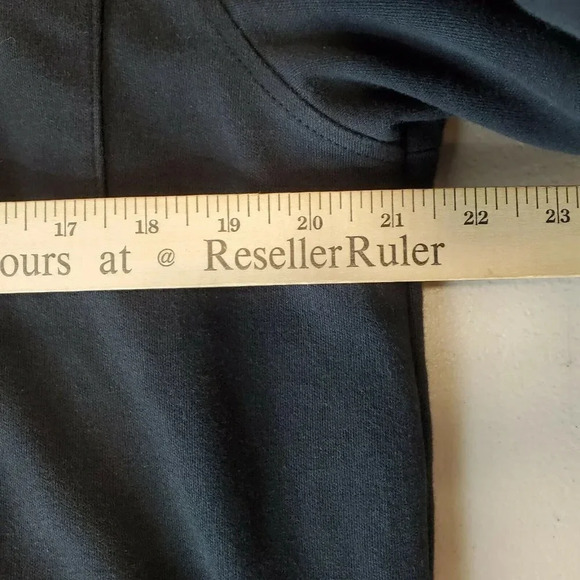 17 18 19 20 21 22 23
ours at @ ResellerRuler